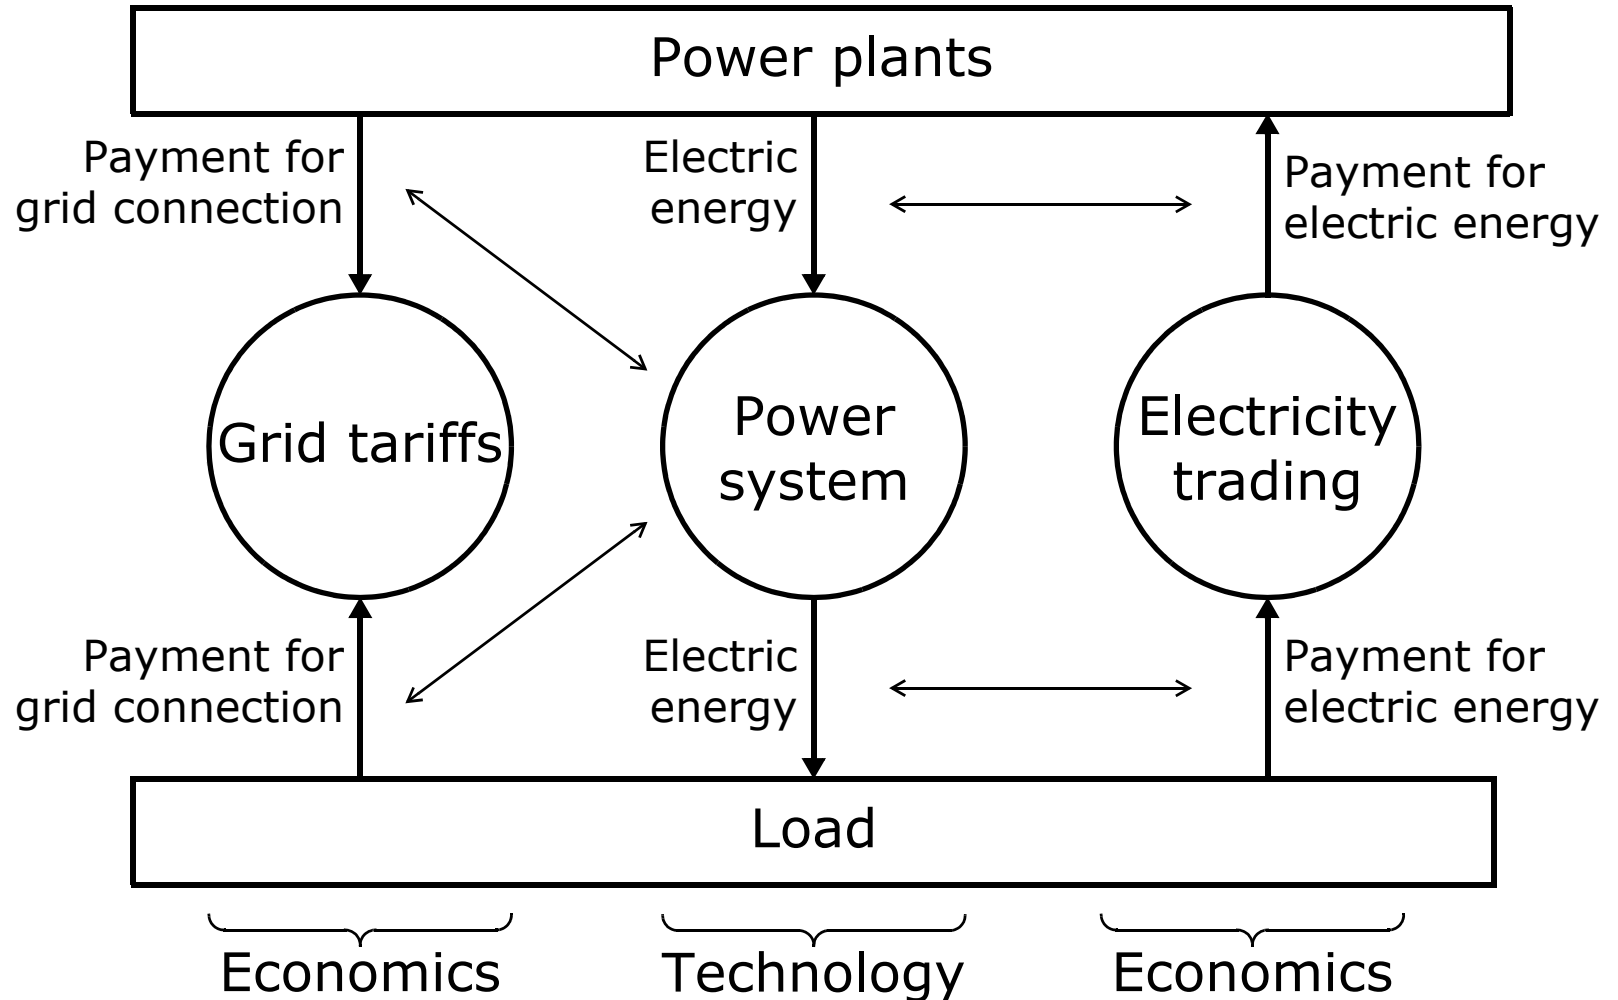 Power plants
Payment for
grid connection
Electric
energy
Payment for
electric energy
Grid tariffs
Power
system
Electricity
trading
Payment for
grid connection
Electric
energy
Payment for
electric energy
Load
Economics
Technology
Economics